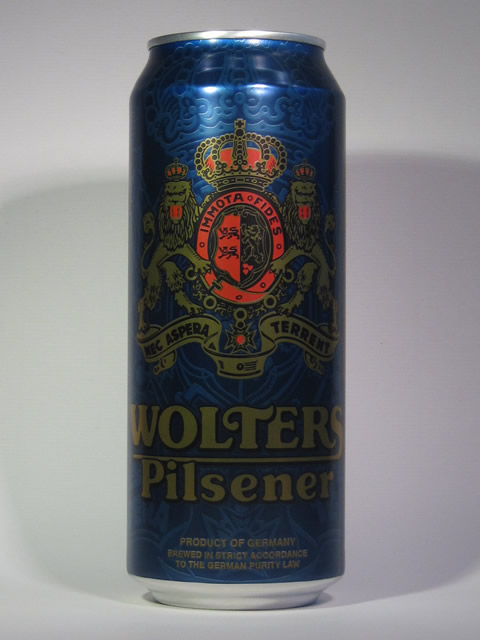 IMMOTA FIDES
NEC ASPERA TERRENT
WOLTERS
Pilsener
PRODUCT OF GERMANY
BREWED IN STRICT ACCORDANCE
TO THE GERMAN PURITY LAW